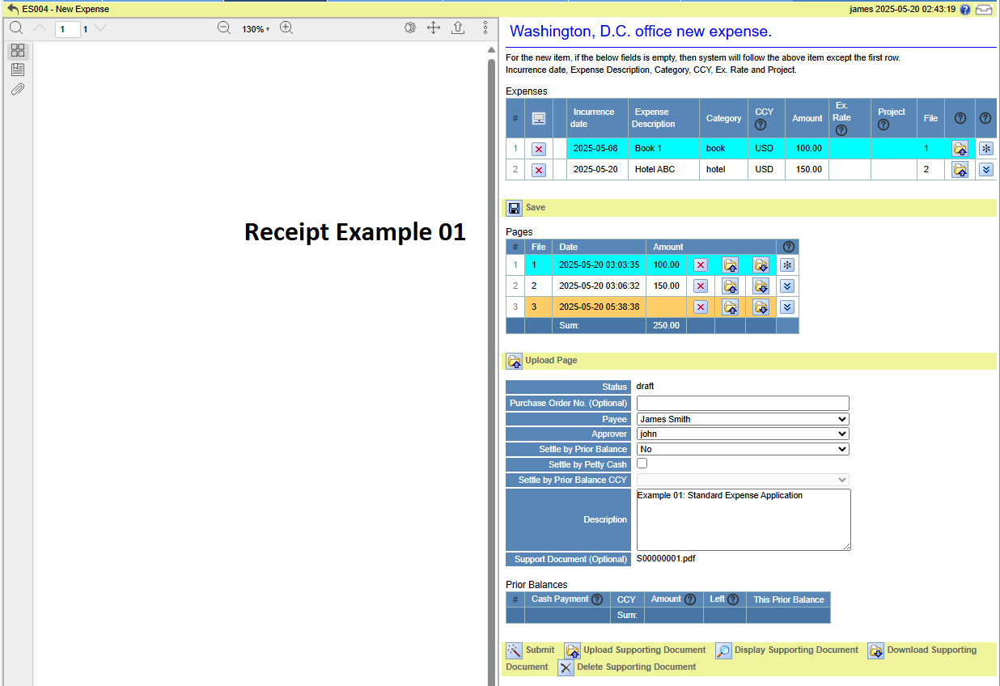 ES004 - New Expense
james 2025-05-20 02:43:19
1 1
130%
Receipt Example 01
Washington, D.C. office new expense.
For the new item, if the below fields is empty, then system will follow the above item except the first row.
Incurrence date, Expense Description, Category, CCY, Ex. Rate and Project.
Expenses
# Incurrence date Expense Description Category CCY Amount Ex. Rate Project File
1 2025-05-08 Book 1 book USD 100.00 1
2 2025-05-20 Hotel ABC hotel USD 150.00 2
Save
Pages
# File Date Amount
1 1 2025-05-20 03:03:35 100.00
2 2 2025-05-20 03:06:32 150.00
3 3 2025-05-20 05:38:38
Sum: 250.00
Upload Page
Status draft
Purchase Order No. (Optional)
Payee James Smith
Approver john
Settle by Prior Balance No
Settle by Petty Cash
Settle by Prior Balance CCY
Description Example 01: Standard Expense Application
Support Document (Optional) S00000001.pdf
Prior Balances
# Cash Payment CCY Amount Left This Prior Balance
Sum:
Submit Upload Supporting Document Display Supporting Document Download Supporting
Document Delete Supporting Document